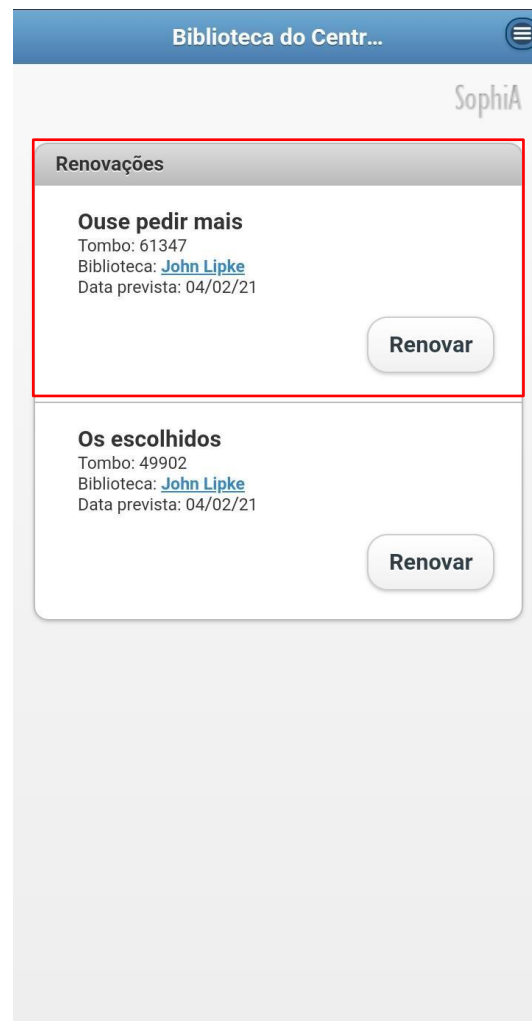 Biblioteca do Centr...
SophiA
Renovações
Ouse pedir mais
Tombo: 61347
Biblioteca: John Lipke
Data prevista: 04/02/21
Renovar
Os escolhidos
Tombo: 49902
Biblioteca: John Lipke
Data prevista: 04/02/21
Renovar